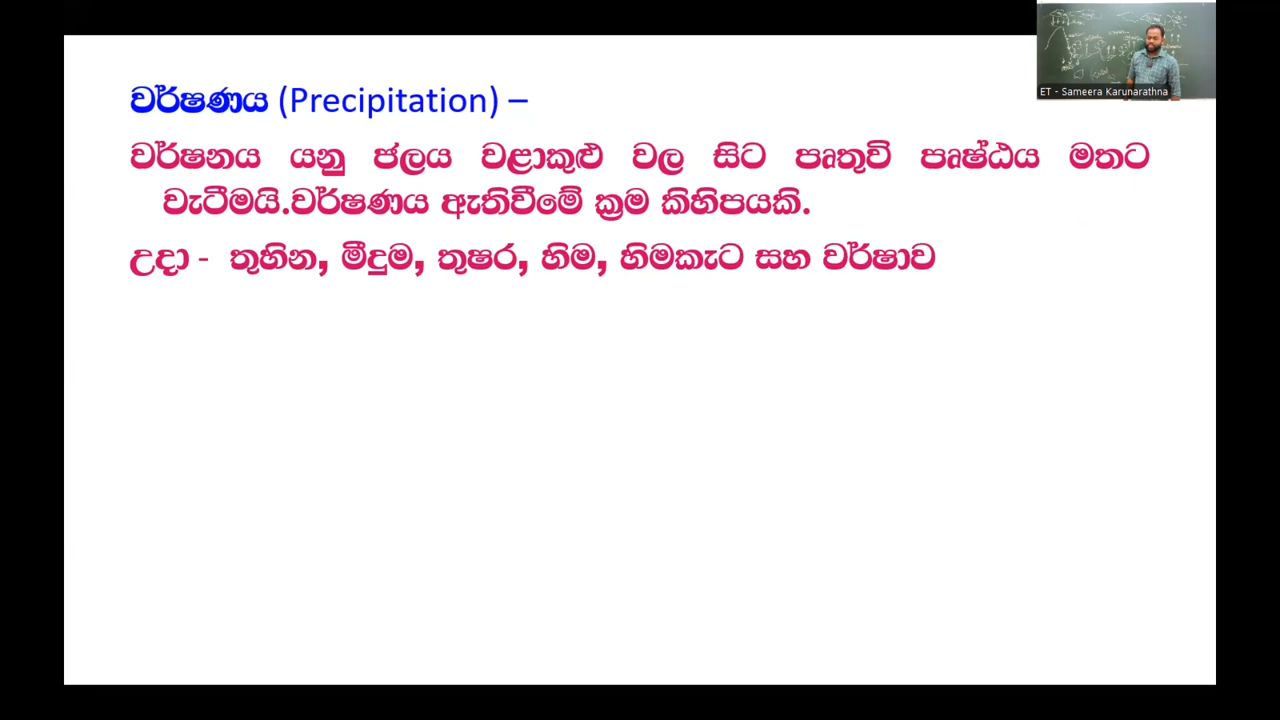 ET - Sameera Karunarathna
වර්ෂණය (Precipitation) –
වර්ෂනය යනු ජලය වළාකුළු වල සිට පෘතුවි පෘෂ්ඨය මතට
වැටීමයි.වර්ෂණය ඇතිවීමේ ක්‍රම කිහිපයකි.
උදා - තුහින, මීදුම, තුෂර, හිම, හිමකැට සහ වර්ෂාව